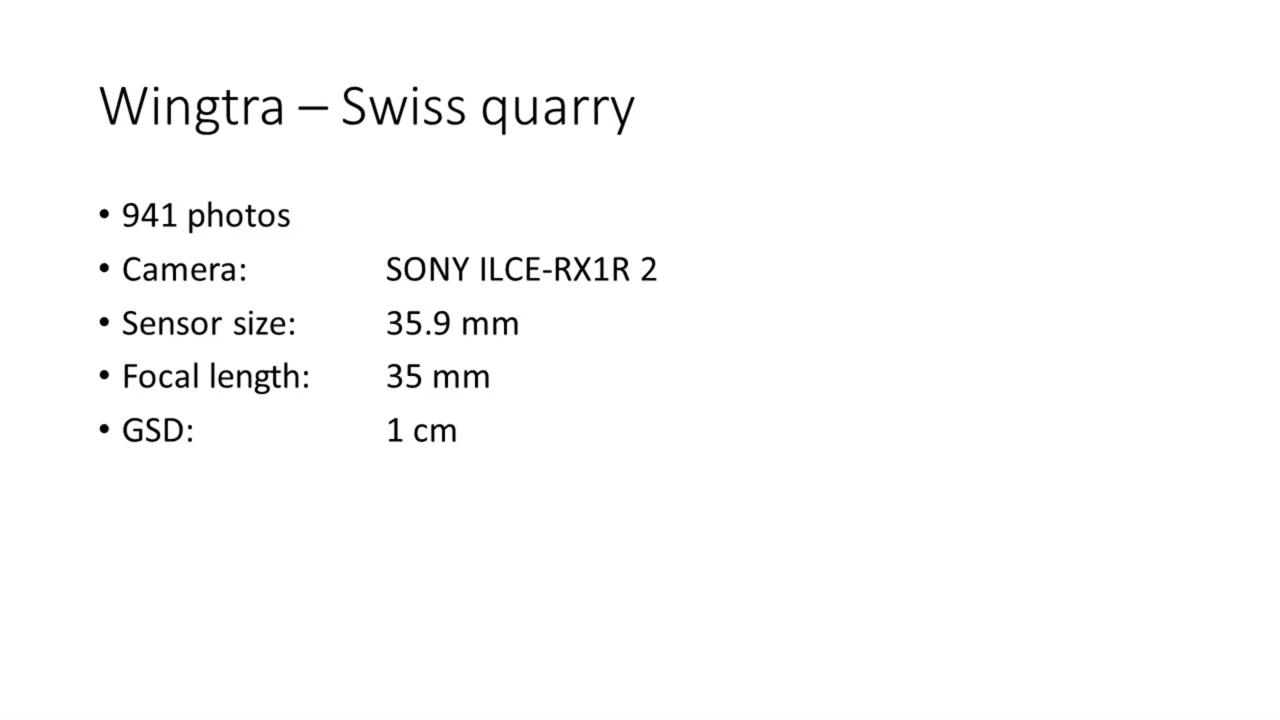 Wingtra – Swiss quarry
• 941 photos
• Camera: SONY ILCE-RX1R 2
• Sensor size: 35.9 mm
• Focal length: 35 mm
• GSD: 1 cm